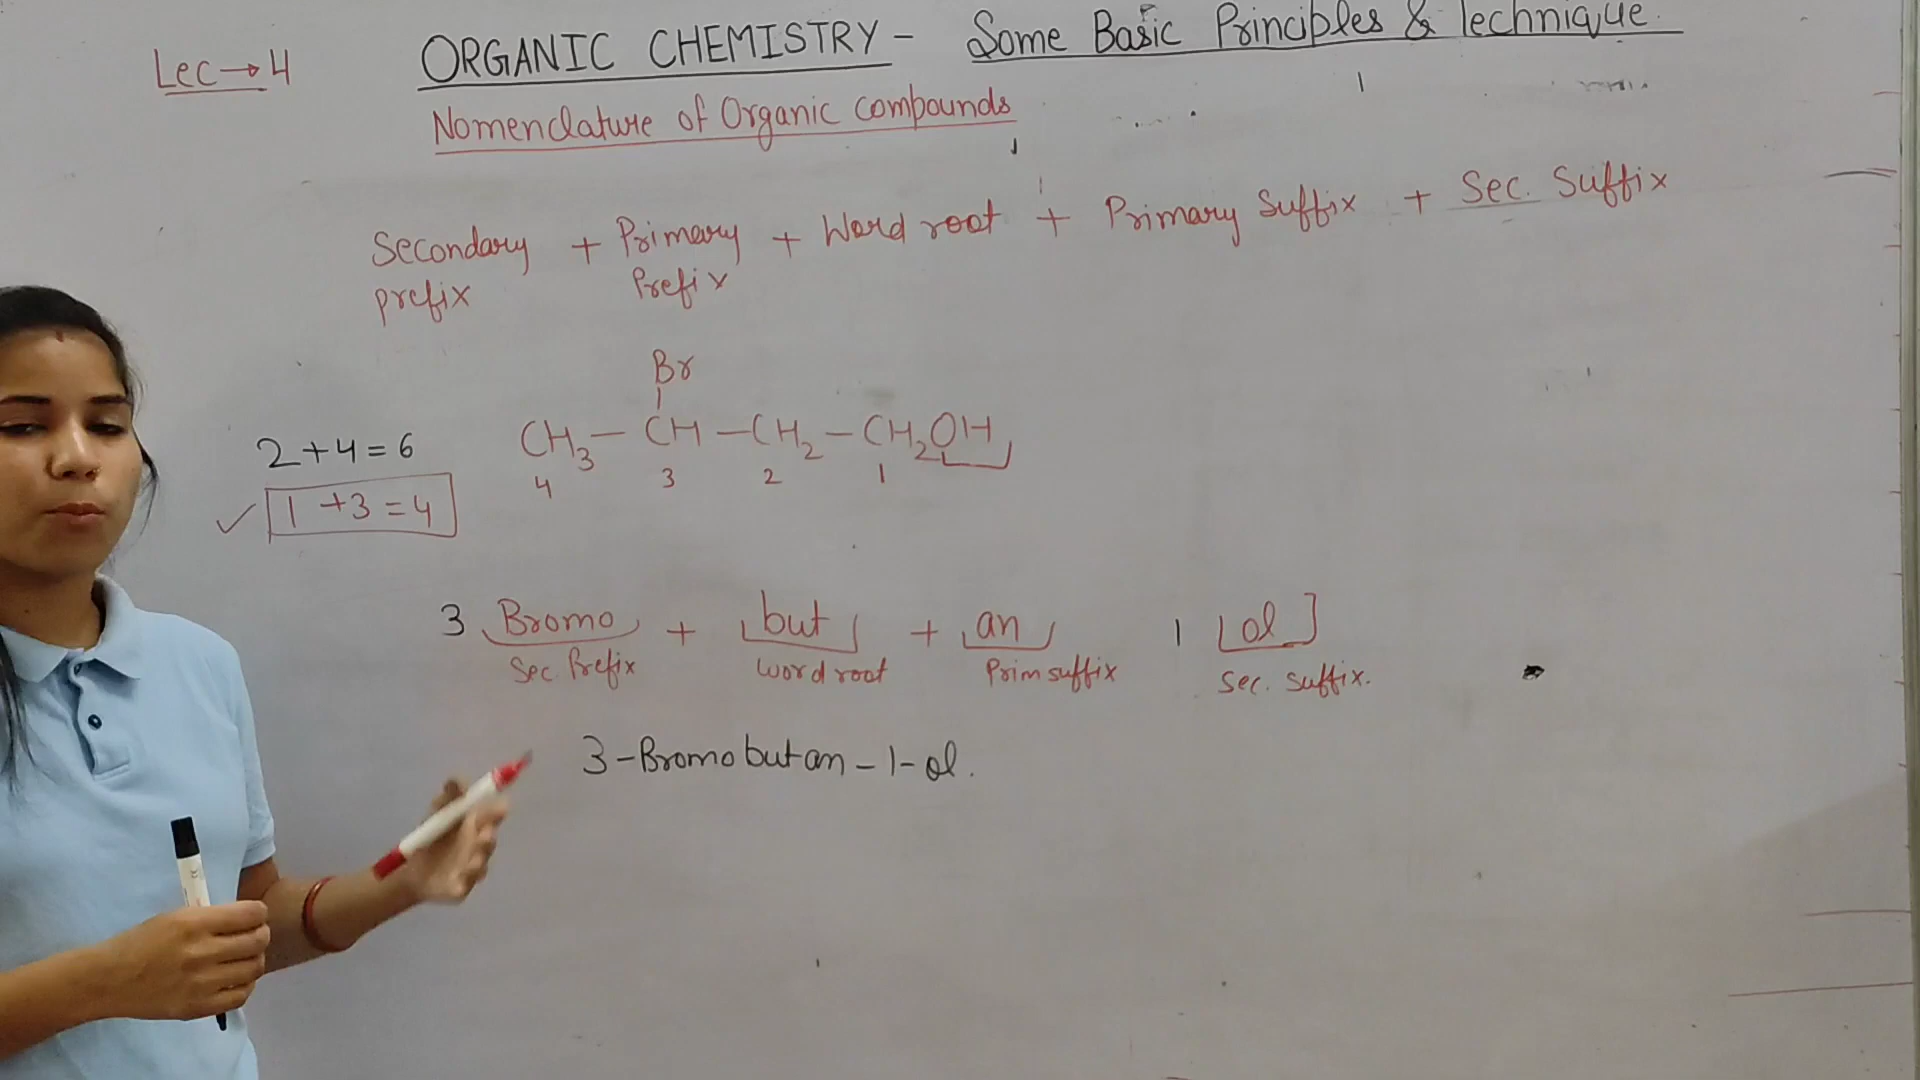 Lec→4
ORGANIC CHEMISTRY - Some Basic Principles & Technique.
Nomenclature of Organic compounds
Secondary prefix + Primary Prefix + Word root + Primary Suffix + Sec. Suffix
Br
CH3 - CH - CH2 - CH2OH
4 3 2 1
2+4=6
✓ 1+3=4
3 Bromo + but + an 1 ol
Sec. Prefix word root Prim suffix Sec. suffix.
3-Bromobutan-1-ol.